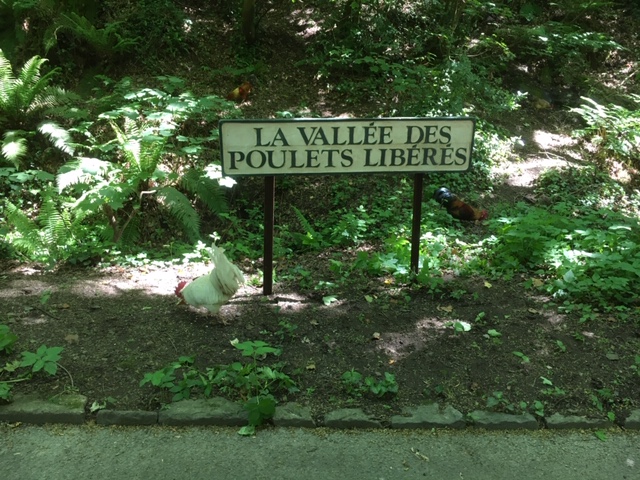 LA VALLÉE DES
POULETS LIBÉRÉS